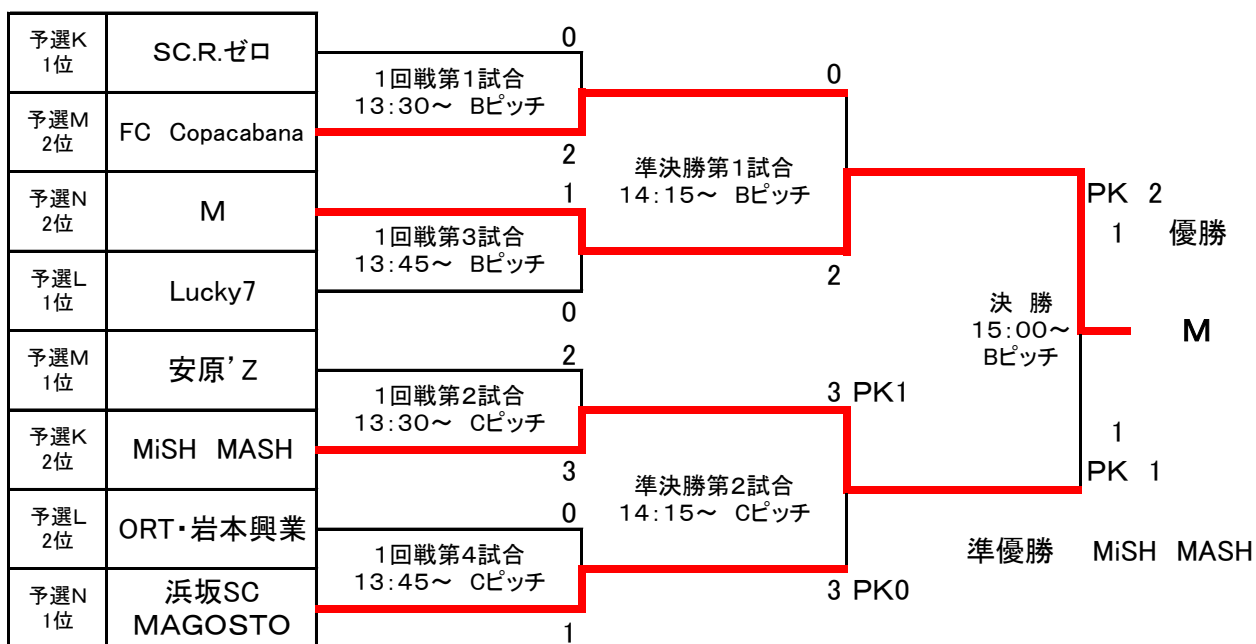 予選K
1位
SC.R.ゼロ
予選M
2位
FC Copacabana
予選N
2位
M
予選L
1位
Lucky7
予選M
1位
安原’Z
予選K
2位
MiSH MASH
予選L
2位
ORT・岩本興業
予選N
1位
浜坂SC
MAGOSTO
0
1回戦第1試合
13:30～ Bピッチ
2
1
1回戦第3試合
13:45～ Bピッチ
0
2
1回戦第2試合
13:30～ Cピッチ
3
0
1回戦第4試合
13:45～ Cピッチ
1
0
準決勝第1試合
14:15～ Bピッチ
2
3 PK1
準決勝第2試合
14:15～ Cピッチ
3 PK0
決 勝
15:00～
Bピッチ
PK 2
1 優勝
M
1
PK 1
準優勝 MiSH MASH